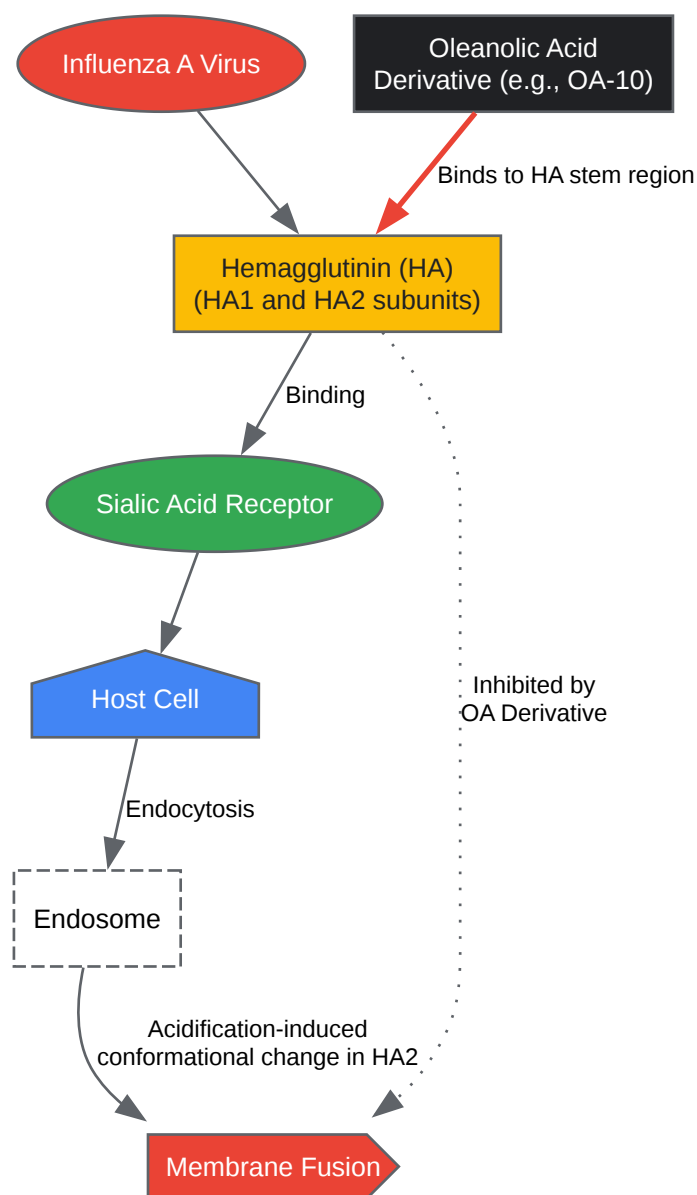 Influenza A Virus
Oleanolic Acid
Derivative (e.g., OA-10)
Binds to HA stem region
Hemagglutinin (HA)
(HA1 and HA2 subunits)
Binding
Sialic Acid Receptor
Host Cell
Inhibited by
OA Derivative
Endocytosis
Endosome
Acidification-induced
conformational change in HA2
Membrane Fusion